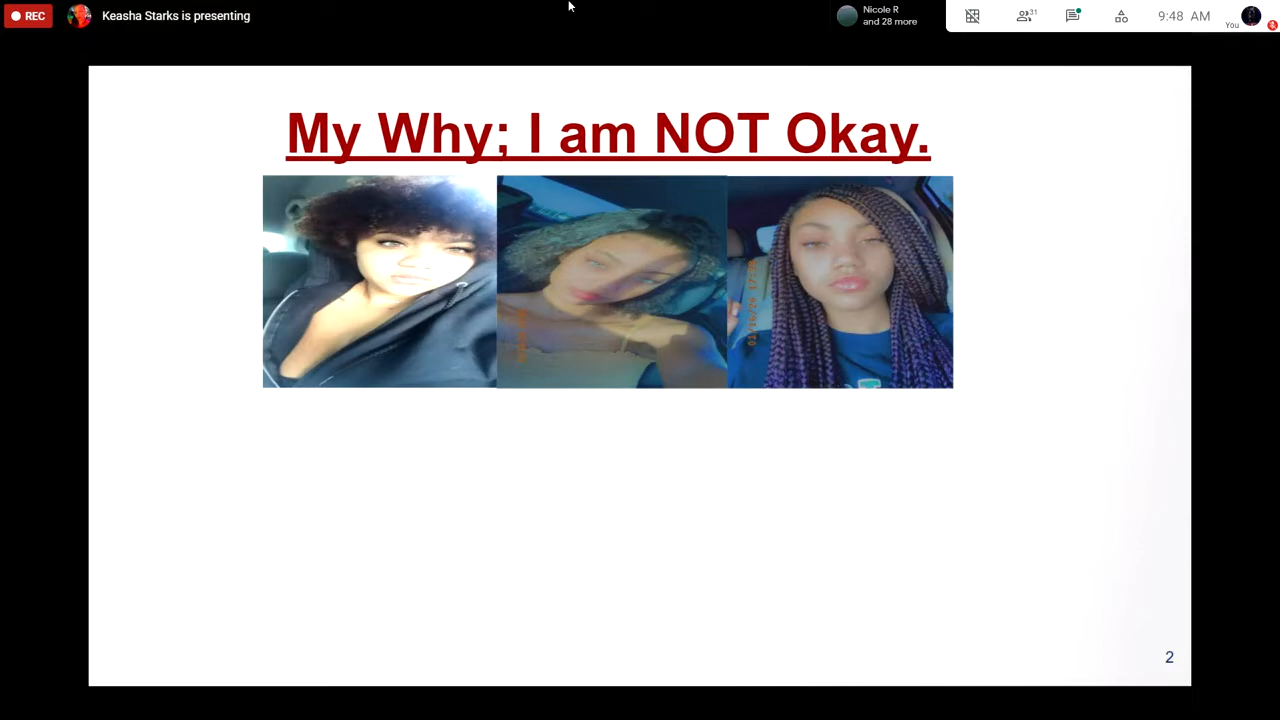 REC
Keasha Starks is presenting
Nicole R
and 28 more
31
9:48 AM
You
My Why; I am NOT Okay.
2